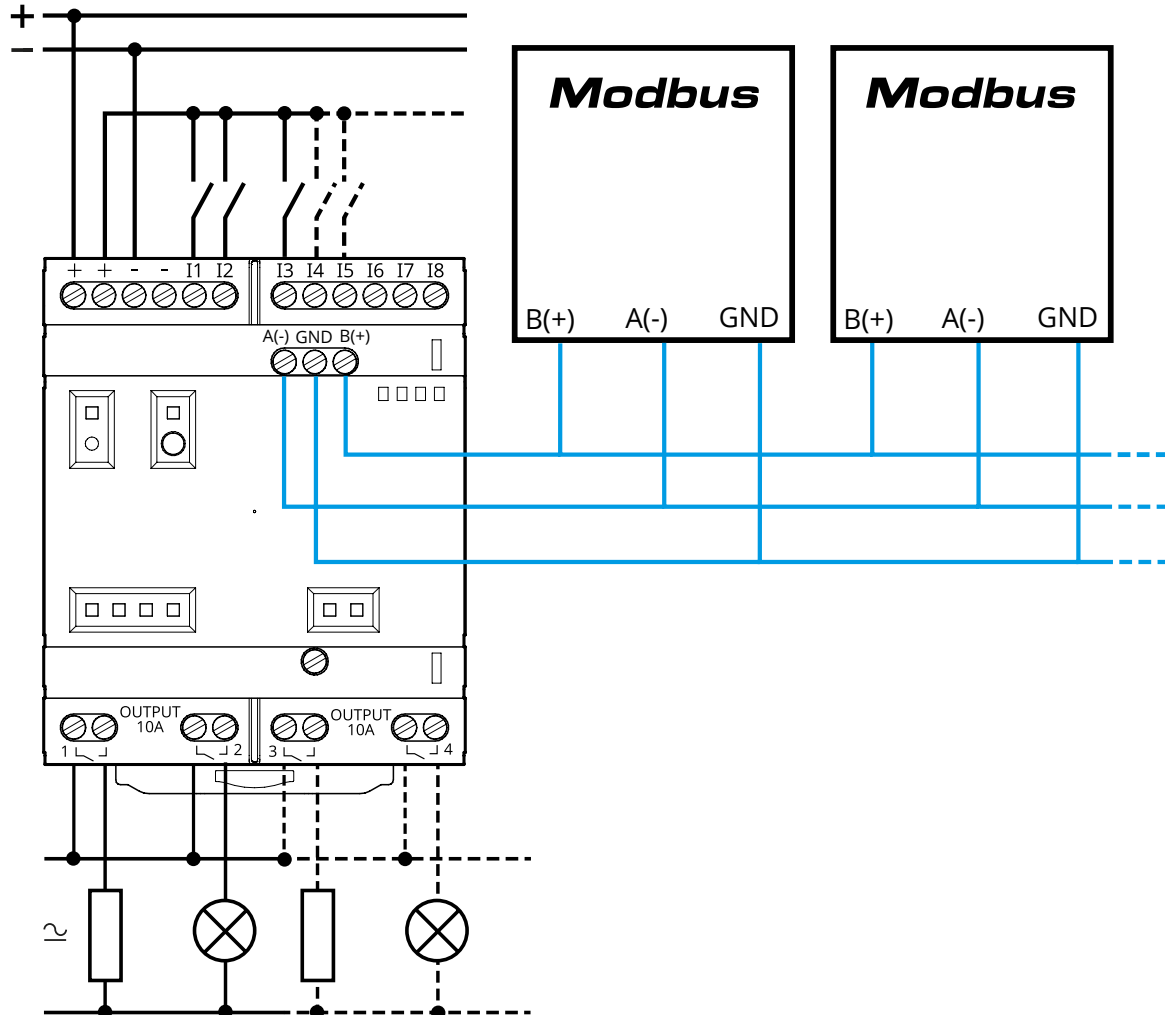 +
−
Modbus Modbus
+ + - - I1 I2 I3 I4 I5 I6 I7 I8
B(+) A(-) GND B(+) A(-) GND
A(-) GND B(+)
OUTPUT 10A OUTPUT 10A
1 2 3 4